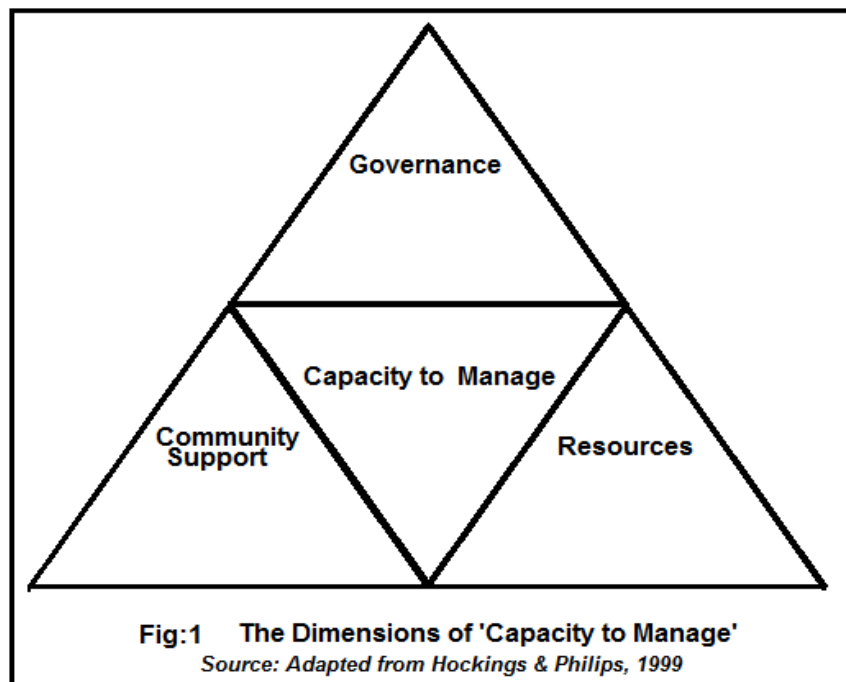 Governance
Capacity to Manage
Community
Support
Resources
Fig:1 The Dimensions of 'Capacity to Manage'
Source: Adapted from Hockings & Philips, 1999